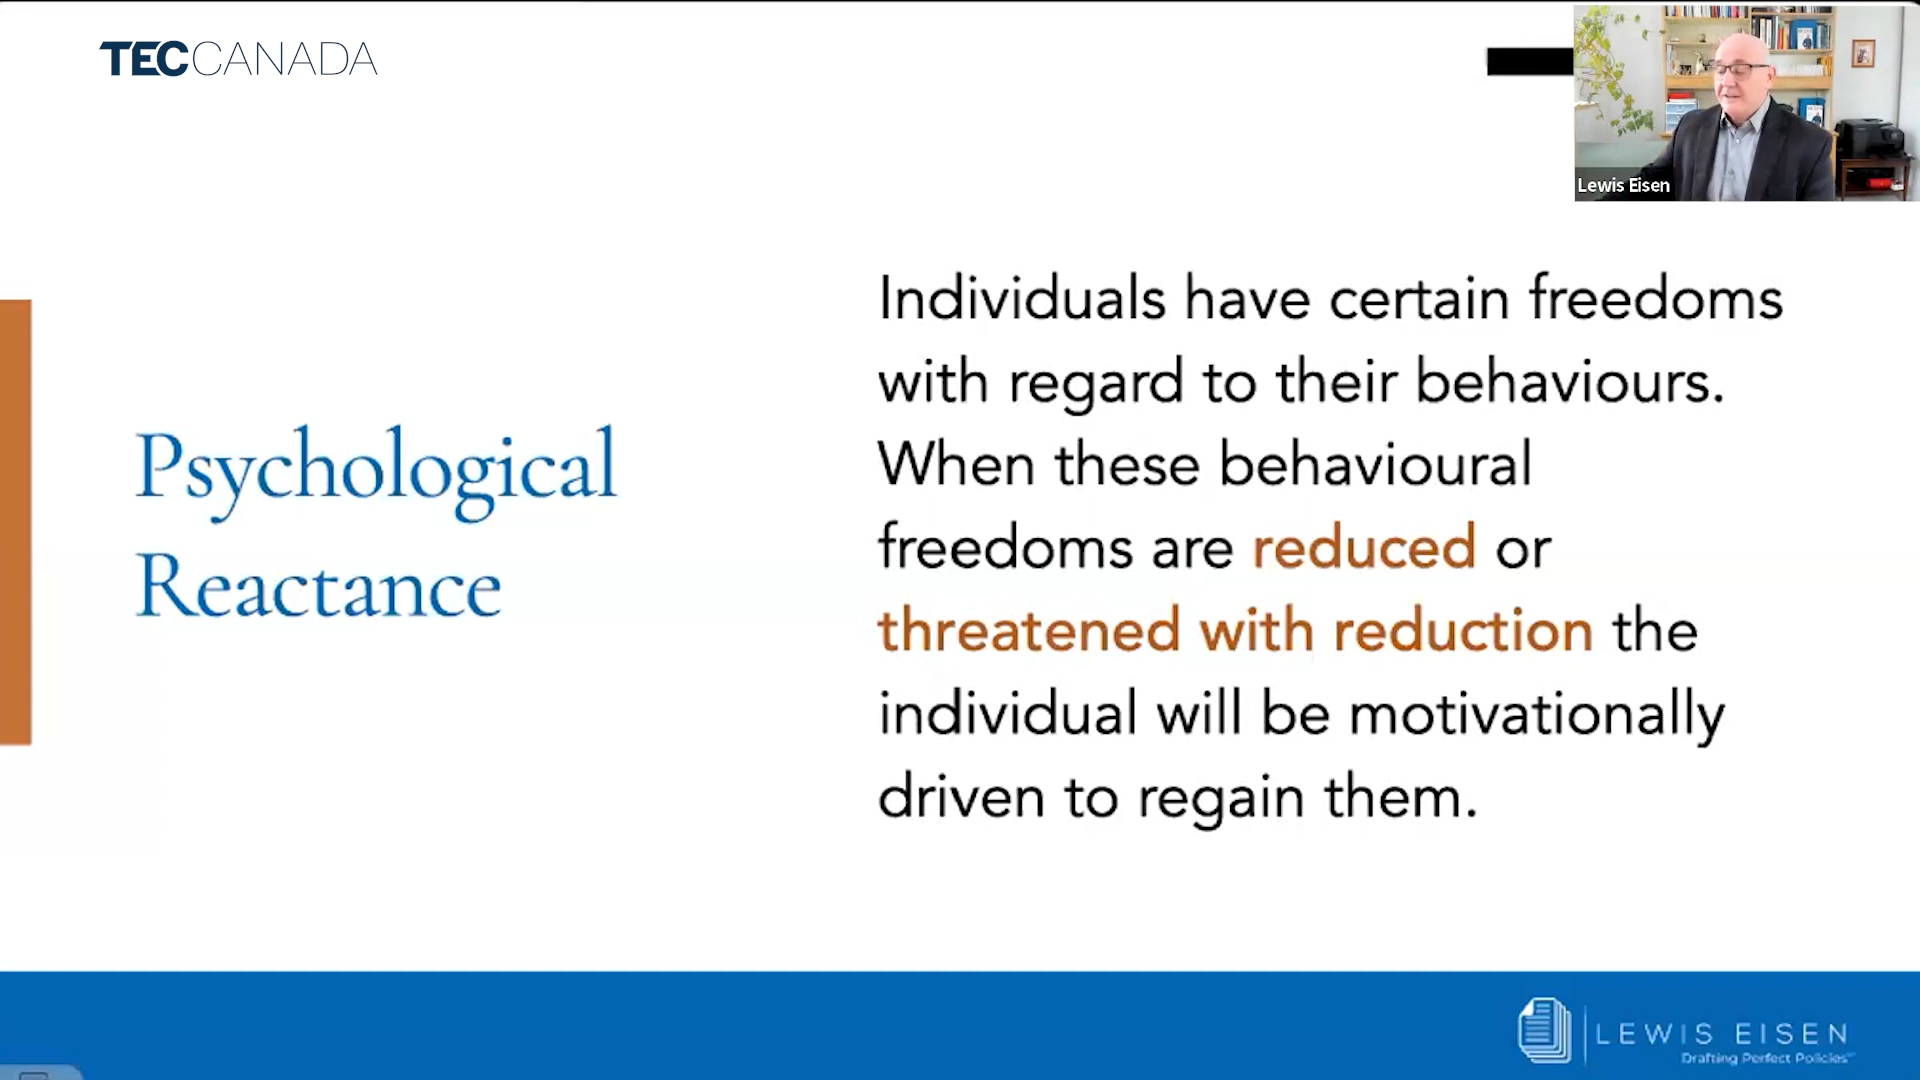 TECCANADA
Lewis Eisen
Individuals have certain freedoms
with regard to their behaviours.
When these behavioural
freedoms are reduced or
threatened with reduction the
individual will be motivationally
driven to regain them.
Psychological
Reactance
LEWIS EISEN
Drafting Perfect Policies